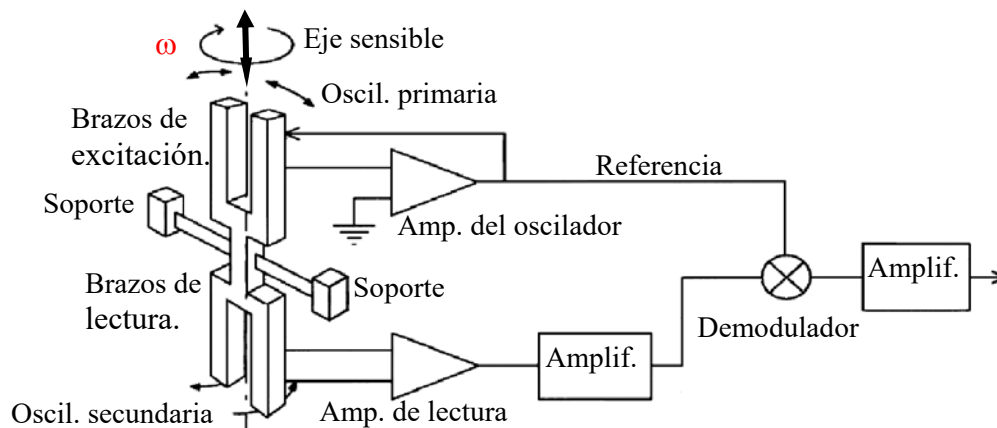 ω
Eje sensible
Oscil. primaria
Brazos de
excitación.
Referencia
Soporte
Amp. del oscilador
Amplif.
Brazos de
lectura.
Soporte
Demodulador
Amplif.
Oscil. secundaria
Amp. de lectura